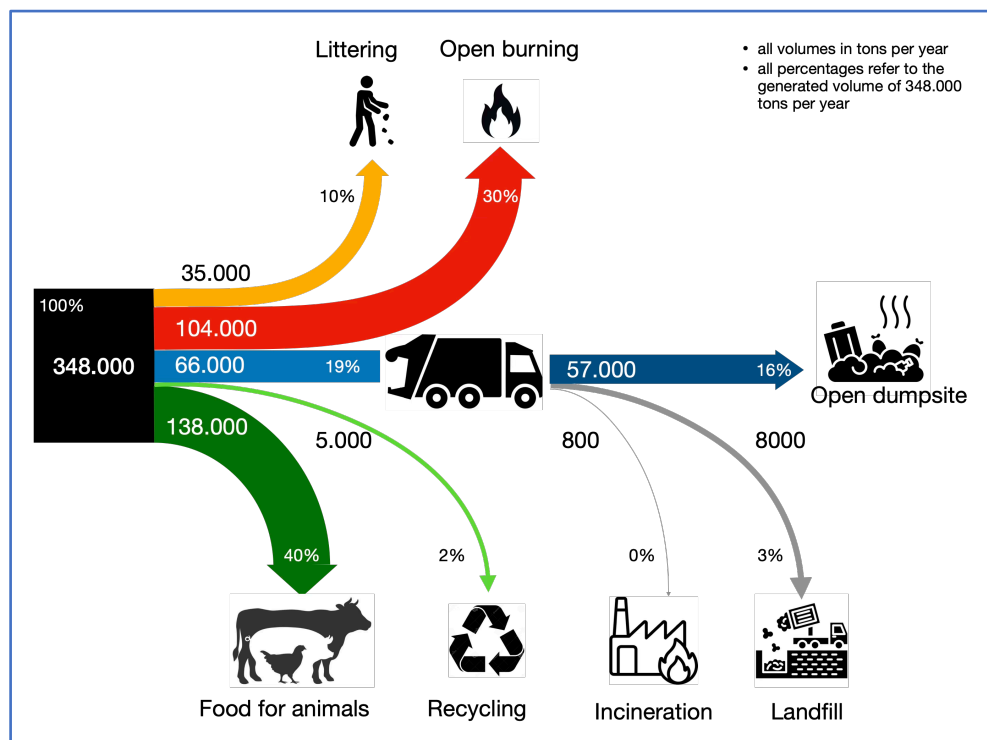 Littering
Open burning
• all volumes in tons per year
• all percentages refer to the
generated volume of 348.000
tons per year
10%
30%
35.000
100%
104.000
348.000
66.000
19%
57.000
16%
Open dumpsite
138.000
5.000
800
8000
40%
2%
0%
3%
Food for animals
Recycling
Incineration
Landfill